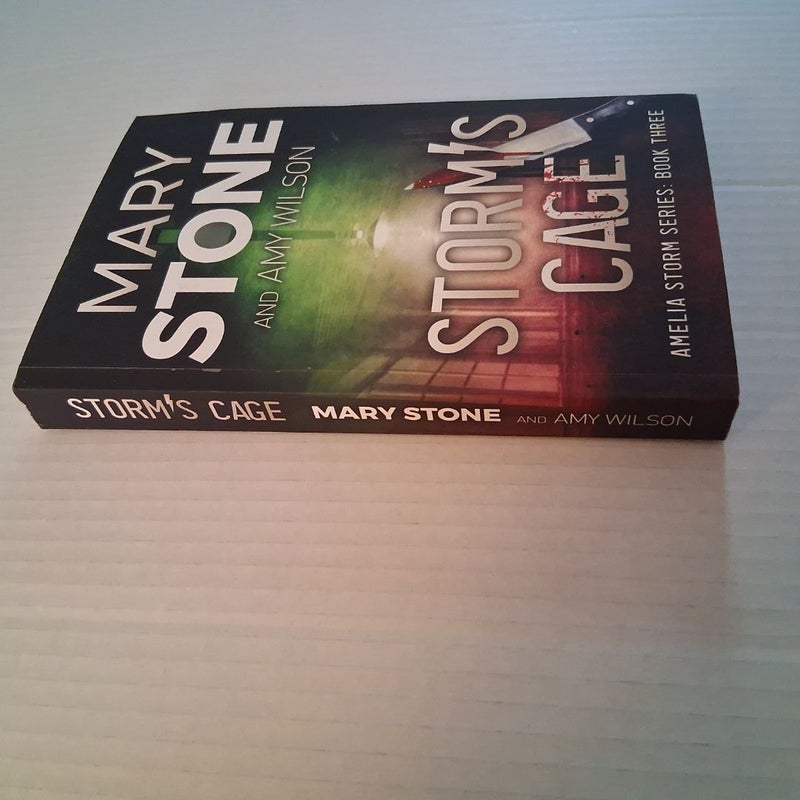 MARY
STONE
AND AMY WILSON
STORM'S
CAGE
AMELIA STORM SERIES: BOOK THREE
STORM'S CAGE MARY STONE AND AMY WILSON